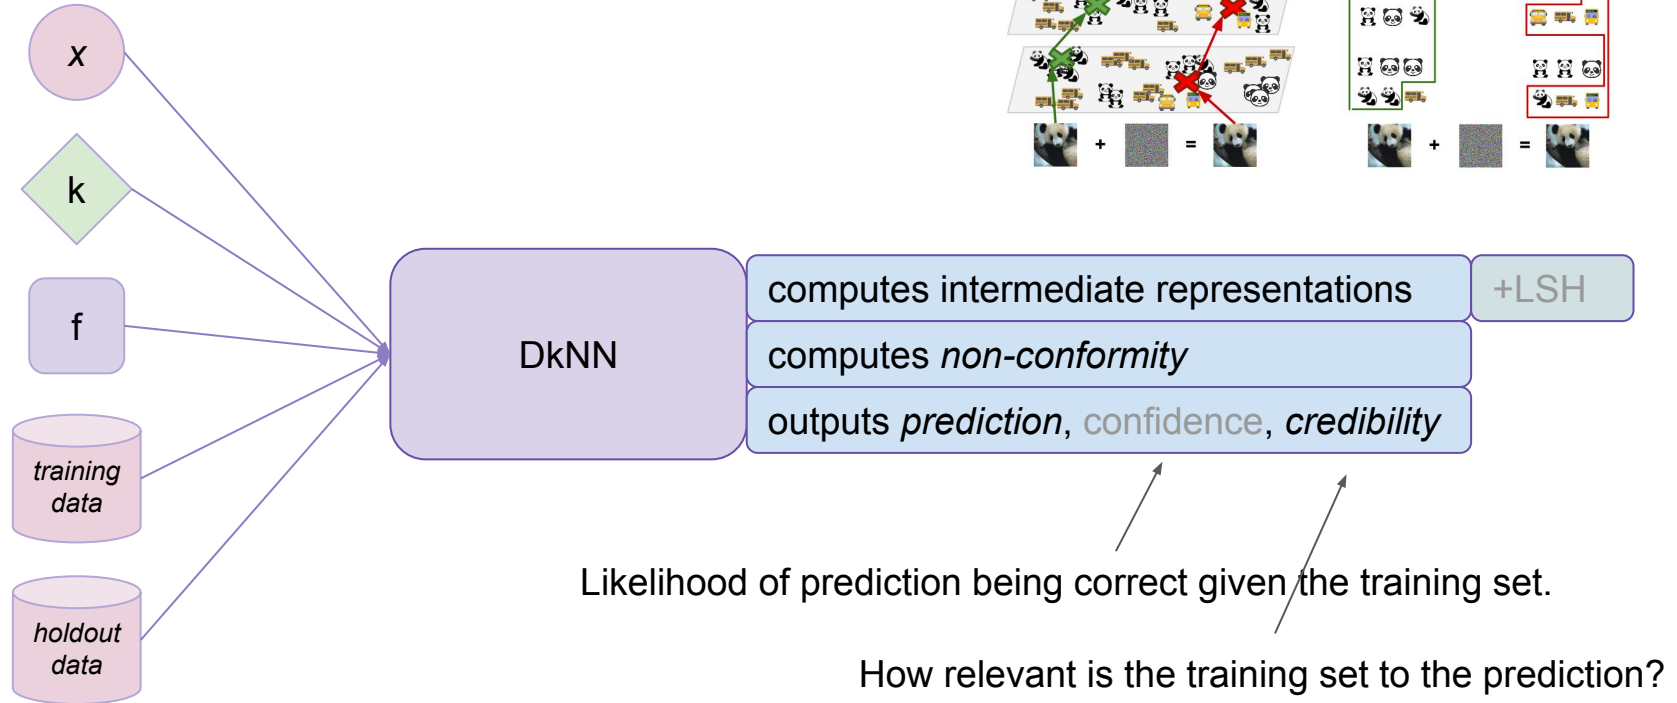 x
k
f
training
data
holdout
data
DkNN
computes intermediate representations
+LSH
computes non-conformity
outputs prediction, confidence, credibility
Likelihood of prediction being correct given the training set.
How relevant is the training set to the prediction?
+ =
+ =